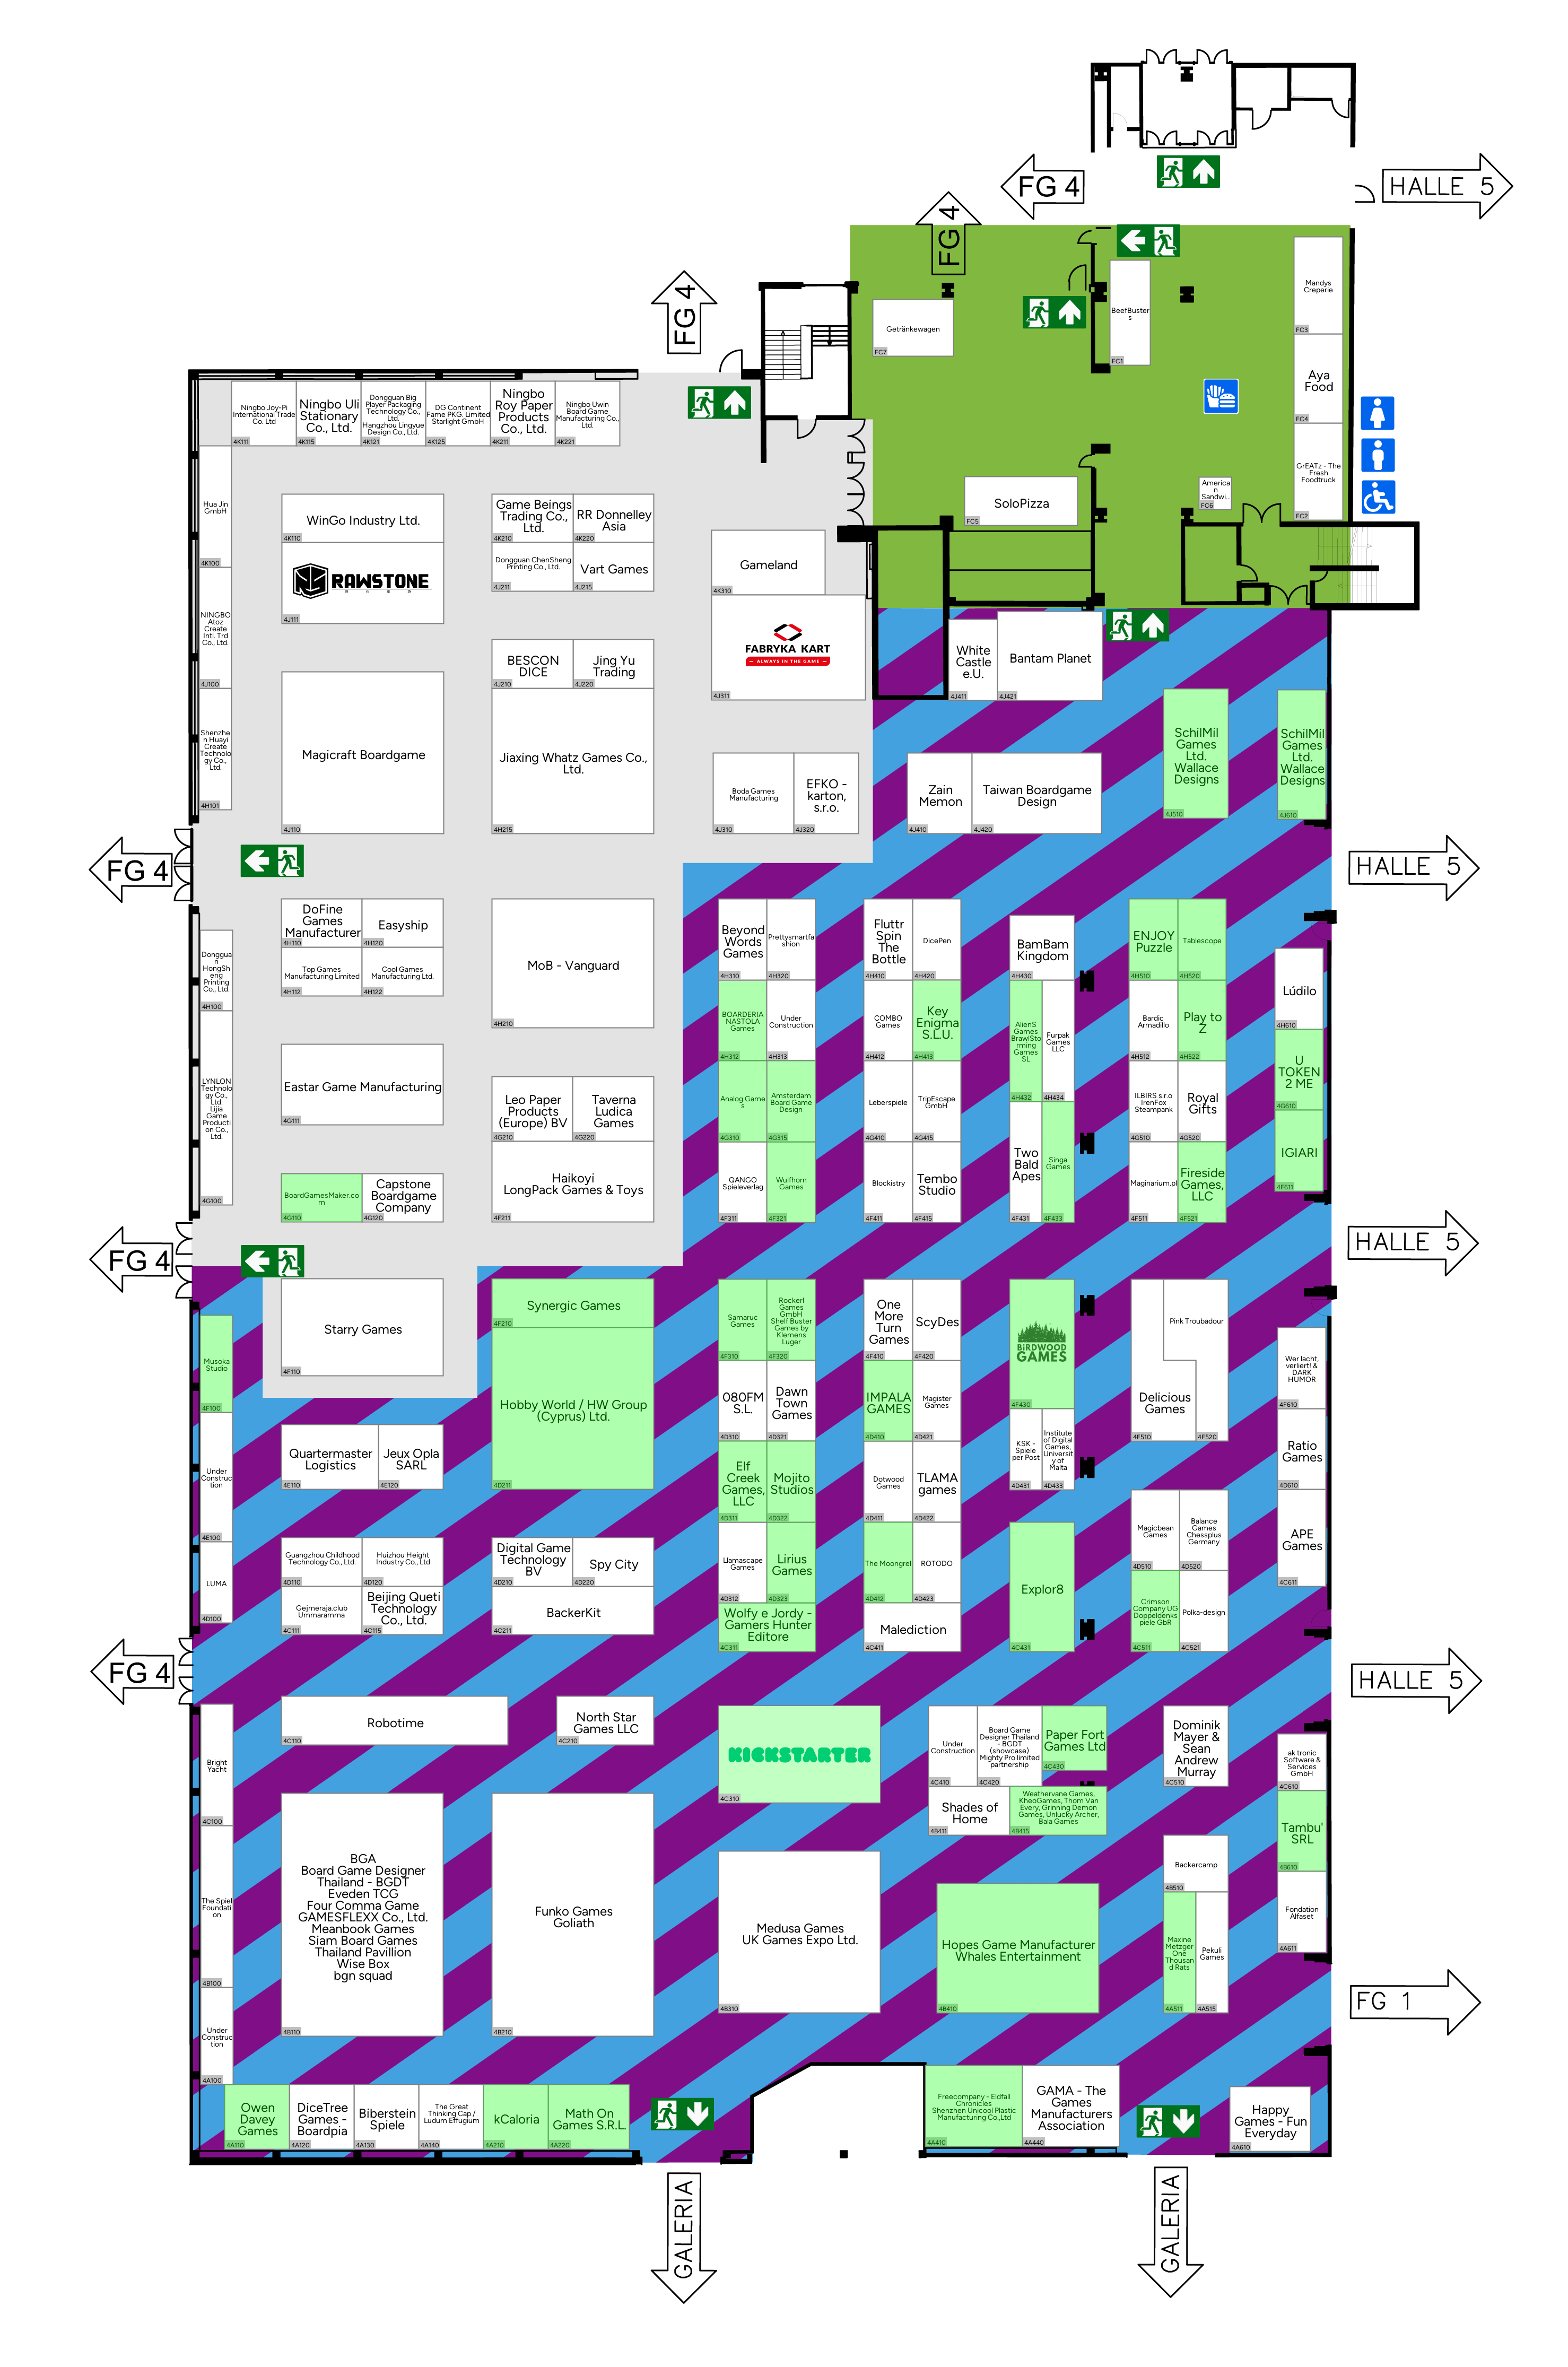 FG 4
HALLE 5
FG 4
FG 4
Getränkewagen
FC7
BeefBuster
s
FC1
Mandys
Creperie
FC3
Aya
Food
FC4
GrEATz - The
Fresh
Foodtruck
FC2
America
n
Sandwi...
FC6
SoloPizza
FC5
Ningbo Joy-Pi
International Trade
Co. Ltd
4K111
Ningbo Uli
Stationary
Co., Ltd.
4K115
Dongguan Big
Player Packaging
Technology Co.,
Ltd.
Hangzhou Lingyue
Design Co., Ltd.
4K121
DG Continent
Fame PKG. Limited
Starlight GmbH
4K125
Ningbo
Roy Paper
Products
Co., Ltd.
4K211
Ningbo Uwin
Board Game
Manufacturing Co.,
Ltd.
4K221
Hua Jin
GmbH
4K100
WinGo Industry Ltd.
4K110
RAWSTONE
4J111
Game Beings
Trading Co.,
Ltd.
4K210
RR Donnelley
Asia
4K220
Dongguan ChenSheng
Printing Co., Ltd.
4J211
Vart Games
4J215
Gameland
4K310
FABRYKA KART
ALWAYS IN THE GAME
4J311
NINGBO
Atoz
Create
Intl. Trd
Co., Ltd.
4J100
BESCON
DICE
4J210
Jing Yu
Trading
4J220
White
Castle
e.U.
4J411
Bantam Planet
4J421
Shenzhe
n Huayi
Create
Technolo
gy Co.,
Ltd.
4H101
Magicraft Boardgame
4J110
Jiaxing Whatz Games Co.,
Ltd.
4H215
Boda Games
Manufacturing
4J310
EFKO -
karton,
s.r.o.
4J320
Zain
Memon
4J410
Taiwan Boardgame
Design
4J420
SchilMil
Games
Ltd.
Wallace
Designs
4J510
SchilMil
Games
Ltd.
Wallace
Designs
4J610
FG 4
HALLE 5
DoFine
Games
Manufacturer
4H110
Easyship
4H120
Top Games
Manufacturing Limited
4H112
Cool Games
Manufacturing Ltd.
4H122
MoB - Vanguard
4H210
Donggua
n
HongSh
eng
Printing
Co., Ltd.
4H100
Beyond
Words
Games
4H310
Prettysmartfa
shion
4H320
Fluttr
Spin
The
Bottle
4H410
DicePen
4H420
BamBam
Kingdom
4H430
ENJOY
Puzzle
4H510
Tablescope
4H520
Lúdilo
4H610
BOARDERIA
NASTOLA
Games
4H312
Under
Construction
4H313
COMBO
Games
4H412
Key
Enigma
S.L.U.
4H413
AlienS
Games
BrawlSto
rming
Games
SL
4H432
Furpak
Games
LLC
4H434
Bardic
Armadillo
4H512
Play to
Z
4H522
U
TOKEN
2 ME
4G610
LYNLON
Technolo
gy Co.,
Ltd.
Lijia
Game
Producti
on Co.,
Ltd.
4G100
Eastar Game Manufacturing
4G111
Leo Paper
Products
(Europe) BV
4G210
Taverna
Ludica
Games
4G220
Analog.Game
s
4G310
Amsterdam
Board Game
Design
4G315
Leberspiele
4G410
TripEscape
GmbH
4G415
Two
Bald
Apes
4F431
Singa
Games
4F433
ILBIRS s.r.o
IrenFox
Steampank
4G510
Royal
Gifts
4G520
IGIARI
4F611
BoardGamesMaker.co
m
4G110
Capstone
Boardgame
Company
4G120
Haikoyi
LongPack Games & Toys
4F211
QANGO
Spieleverlag
4F311
Wulfhorn
Games
4F321
Blockistry
4F411
Tembo
Studio
4F415
Maginarium.pl
4F511
Fireside
Games,
LLC
4F521
FG 4
HALLE 5
Starry Games
4F110
Synergic Games
4F210
Hobby World / HW Group
(Cyprus) Ltd.
4D211
Musoka
Studio
4F100
Samaruc
Games
4F310
Rockerl
Games
GmbH
Shelf Buster
Games by
Klemens
Luger
4F320
One
More
Turn
Games
4F410
ScyDes
4F420
BIRDWOOD
GAMES
4F430
Delicious
Games
4F510
Pink Troubadour
4F520
Wer lacht,
verliert! &
DARK
HUMOR
4F610
080FM
S.L.
4D310
Dawn
Town
Games
4D321
IMPALA
GAMES
4D410
Magister
Games
4D421
KSK -
Spiele
per Post
4D431
Institute
of Digital
Games,
Universit
y of
Malta
4D433
Ratio
Games
4D610
Under
Construc
tion
4E100
Quartermaster
Logistics
4E110
Jeux Opla
SARL
4E120
Elf
Creek
Games,
LLC
4D311
Mojito
Studios
4D322
Dotwood
Games
4D411
TLAMA
games
4D422
Magicbean
Games
4D510
Balance
Games
Chessplus
Germany
4D520
APE
Games
4C611
LUMA
4D100
Guangzhou Childhood
Technology Co., Ltd.
4D110
Huizhou Height
Industry Co., Ltd
4D120
Gejmeraja.club
Ummaramma
4C111
Beijing Queti
Technology
Co., Ltd.
4C115
Digital Game
Technology
BV
4D210
Spy City
4D220
BackerKit
4C211
Llamascape
Games
4D312
Lirius
Games
4D323
Wolfy e Jordy -
Gamers Hunter
Editore
4C311
The Moongrel
4D412
ROTODO
4D423
Malediction
4C411
Explor8
4C431
Crimson
Company UG
Doppeldenks
piele GbR
4C511
Polka-design
4C521
FG 4
HALLE 5
Bright
Yacht
4C100
Robotime
4C110
North Star
Games LLC
4C210
KICKSTARTER
4C310
Under
Construction
4C410
Board Game
Designer Thailand
- BGDT
(showcase)
Mighty Pro limited
partnership
4C420
Paper Fort
Games Ltd
4C430
Shades of
Home
4B411
Weathervane Games,
KheoGames, Thom Van
Every, Grinning Demon
Games, Unlucky Archer,
Bala Games
4B415
Dominik
Mayer &
Sean
Andrew
Murray
4C510
ak tronic
Software &
Services
GmbH
4C610
Tambu'
SRL
4B610
The Spiel
Foundati
on
4B100
BGA
Board Game Designer
Thailand - BGDT
Eveden TCG
Four Comma Game
GAMESFLEXX Co., Ltd.
Meanbook Games
Siam Board Games
Thailand Pavillion
Wise Box
bgn squad
4B110
Funko Games
Goliath
4B210
Medusa Games
UK Games Expo Ltd.
4B310
Hopes Game Manufacturer
Whales Entertainment
4B410
Backercamp
4B510
Maxine
Metzger
One
Thousan
d Rats
4A511
Pekuli
Games
4A515
Fondation
Alfaset
4A611
FG 1
Under
Construc
tion
4A100
Owen
Davey
Games
4A110
DiceTree
Games -
Boardpia
4A120
Biberstein
Spiele
4A130
The Great
Thinking Cap /
Ludum Effugium
4A140
kCaloria
4A210
Math On
Games S.R.L.
4A220
Freecompany - Eldfall
Chronicles
Shenzhen Unicool Plastic
Manufacturing Co.,Ltd
4A410
GAMA - The
Games
Manufacturers
Association
4A440
Happy
Games - Fun
Everyday
4A610
GALERIA
GALERIA